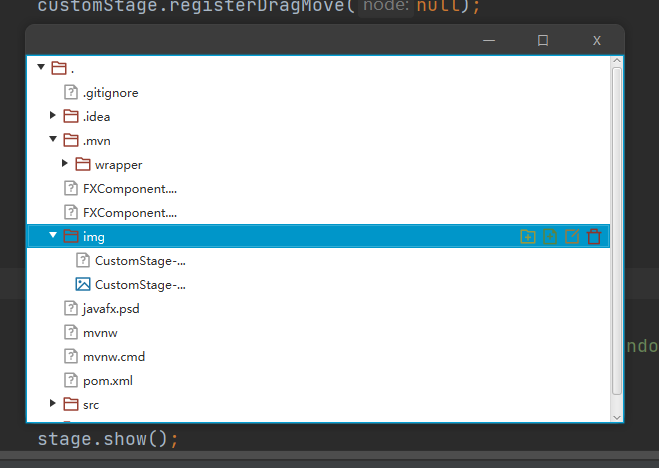 customStage.registerDragMove( node: null);
X
.
.gitignore
.idea
.mvn
wrapper
FXComponent....
FXComponent....
img
CustomStage-...
CustomStage-...
javafx.psd
mvnw
ndo
mvnw.cmd
pom.xml
src
stage.show();